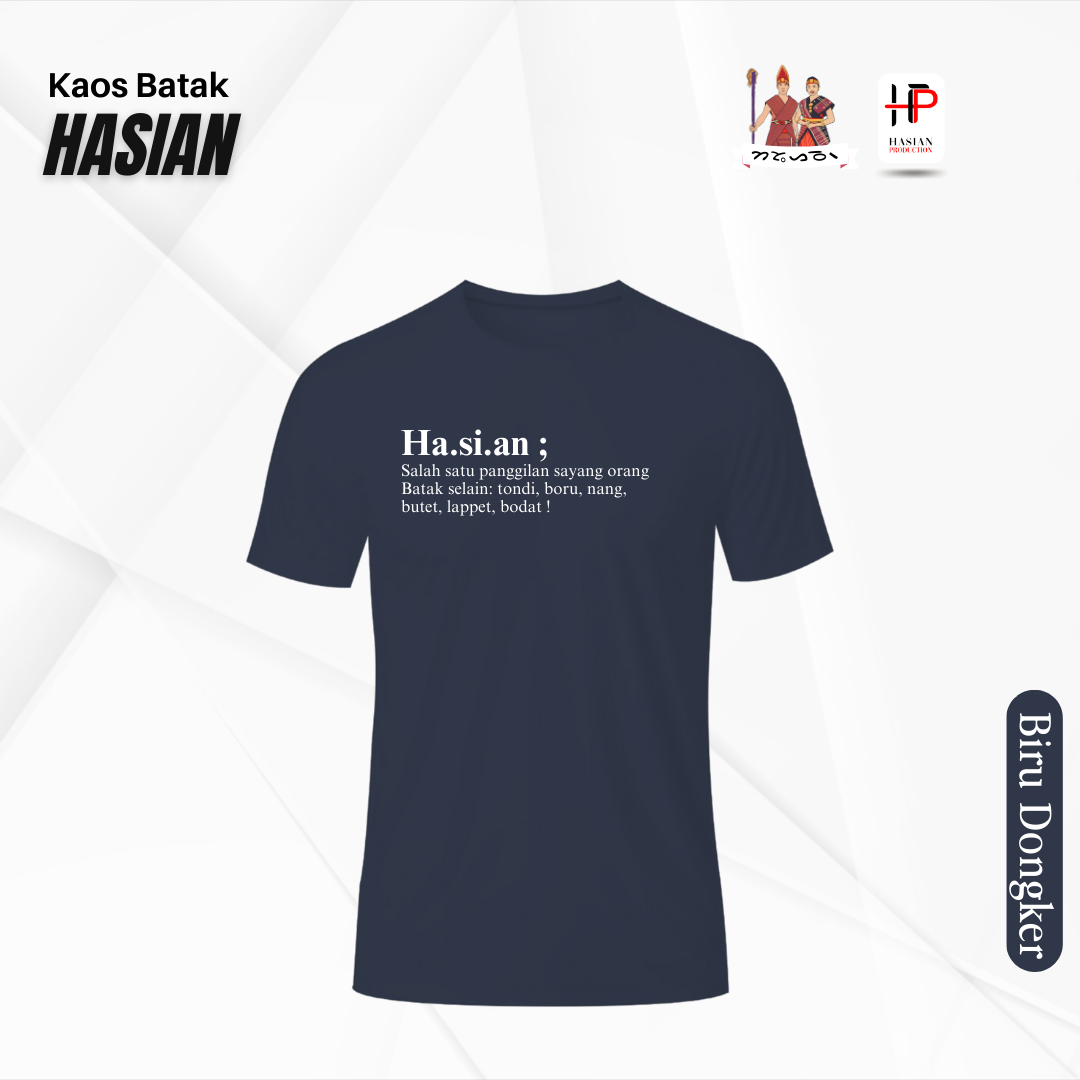 Kaos Batak
HASIAN
HP
HASIAN
PRODUCTION
Ha.si.an ;
Salah satu panggilan sayang orang
Batak selain: tondi, boru, nang,
butet, lappet, bodat !
Biru Dongker